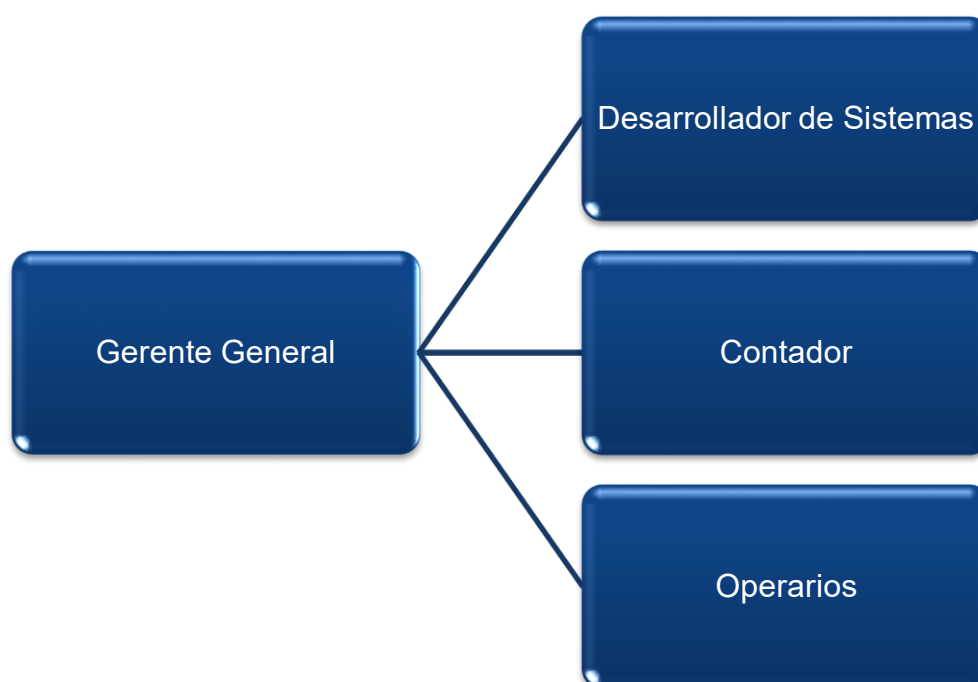 Desarrollador de Sistemas
Gerente General
Contador
Operarios